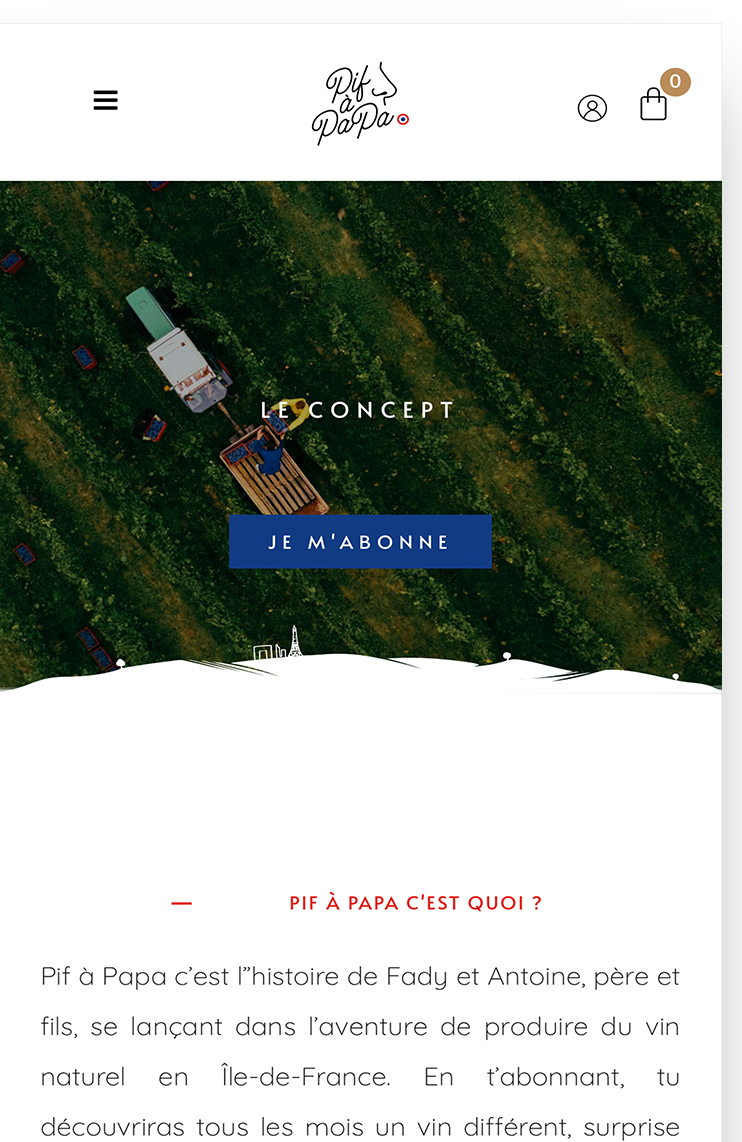 Pif
à
PaPa
0
LE CONCEPT
JE M'ABONNE
PIF À PAPA C'EST QUOI ?
Pif à Papa c’est l’’histoire de Fady et Antoine, père et
fils, se lançant dans l’aventure de produire du vin
naturel en Île-de-France. En t’abonnant, tu
découvriras tous les mois un vin différent, surprise